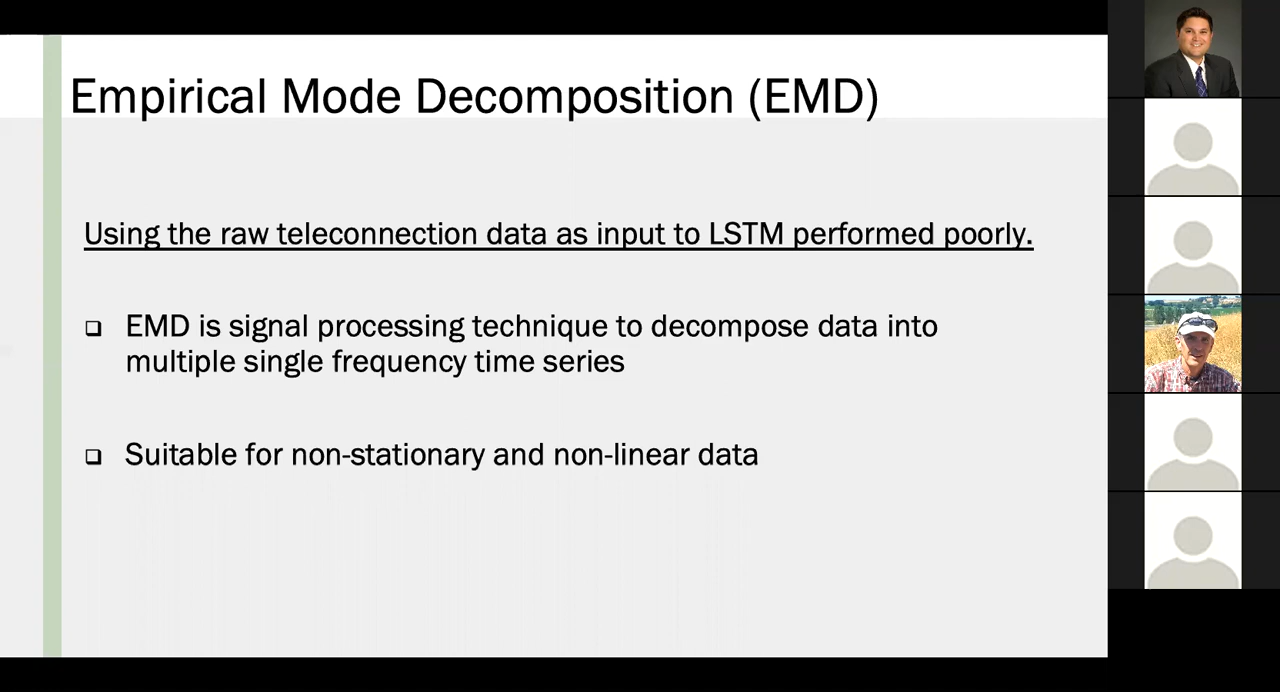 Empirical Mode Decomposition (EMD)
Using the raw teleconnection data as input to LSTM performed poorly.
EMD is signal processing technique to decompose data into
multiple single frequency time series
Suitable for non-stationary and non-linear data